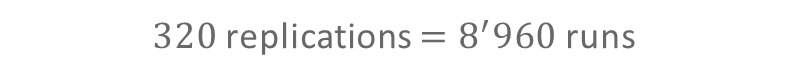 320 replications = 8′960 runs